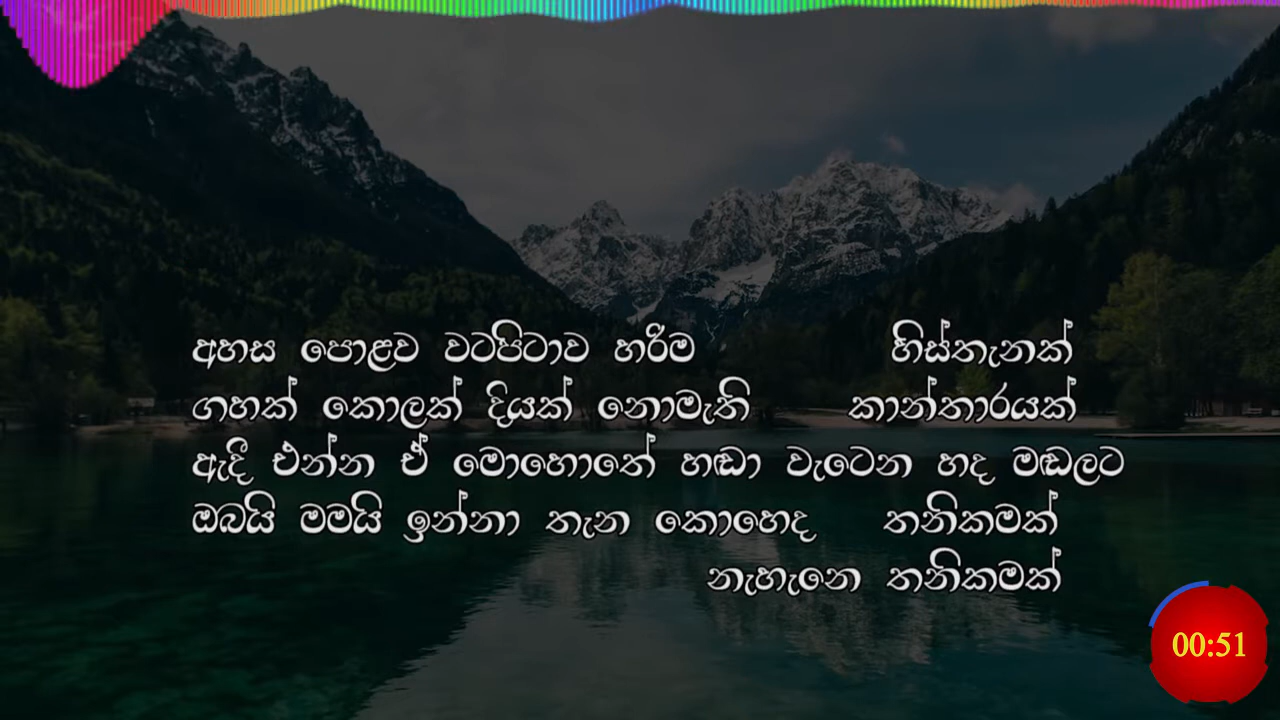 අහස පොළව වටපිටාව හරිම හිස්තැනක්
ගහක් කොලක් දියක් නොමැති කාන්තාරයක්
ඇදී එන්න ඒ මොහොතේ හඬා වැටෙන හද මඬලට
ඔබයි මමයි ඉන්නා තැන කොහෙද තනිකමක්
නැහැනෙ තනිකමක්
00:51